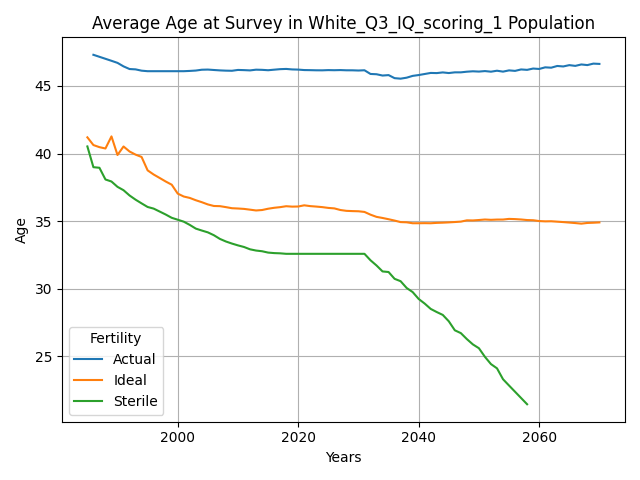 Average Age at Survey in White_Q3_IQ_scoring_1 Population
45
40
35
30
25
Age
Fertility
Actual
Ideal
Sterile
2000 2020 2040 2060
Years